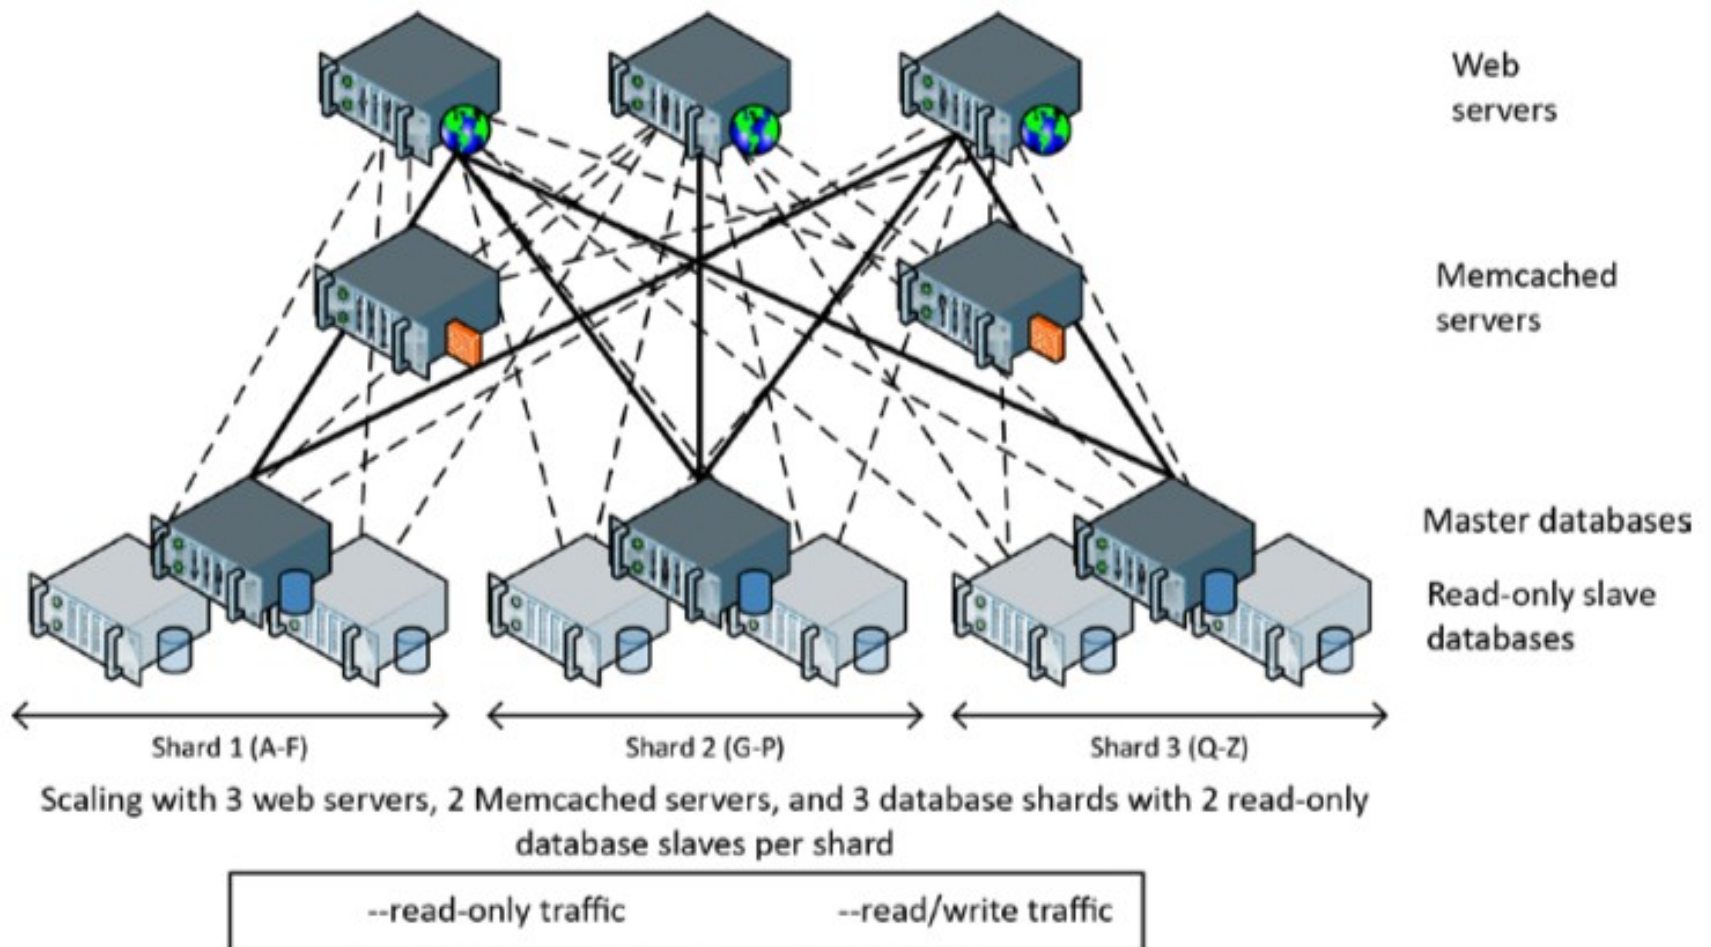 Web
servers
Memcached
servers
Master databases
Read-only slave
databases
Shard 1 (A-F)
Shard 2 (G-P)
Shard 3 (Q-Z)
Scaling with 3 web servers, 2 Memcached servers, and 3 database shards with 2 read-only
database slaves per shard
--read-only traffic
--read/write traffic